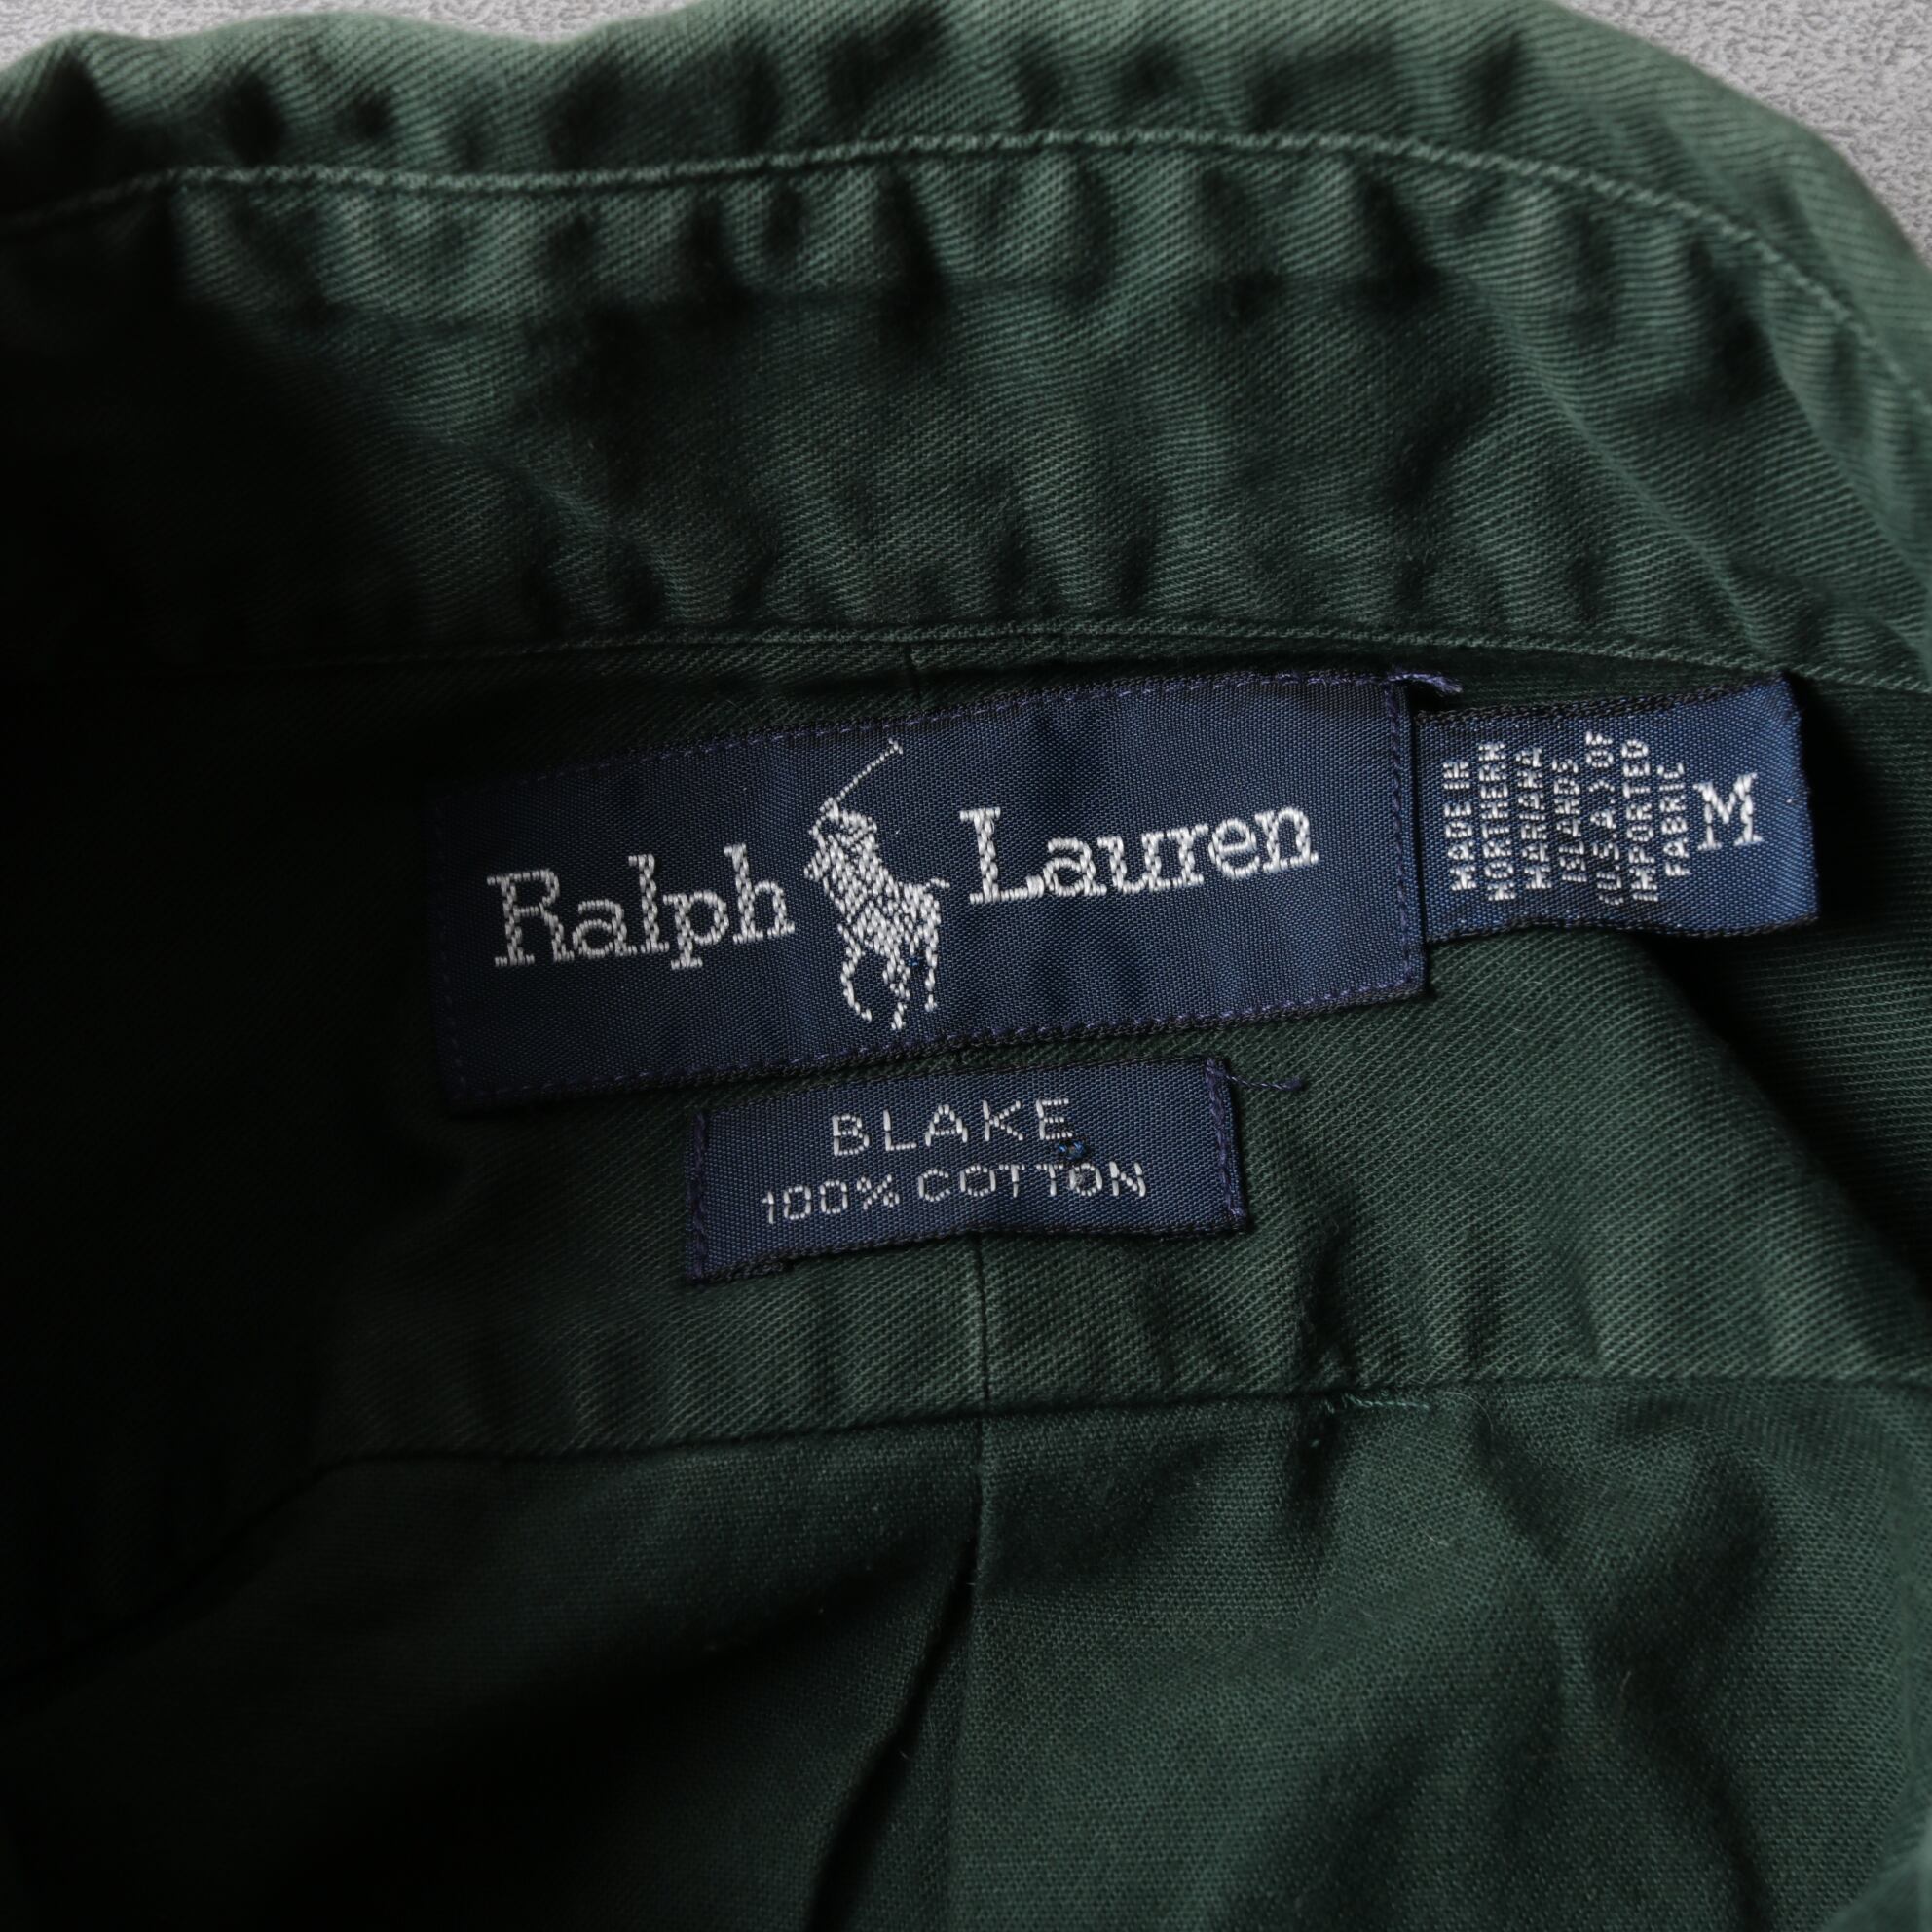 Ralph Lauren
MADE IN
NORTHERN
MARIANA
ISLANDS
(U.S.A.) OF
IMPORTED
FABRIC
M
BLAKE
100% COTTON